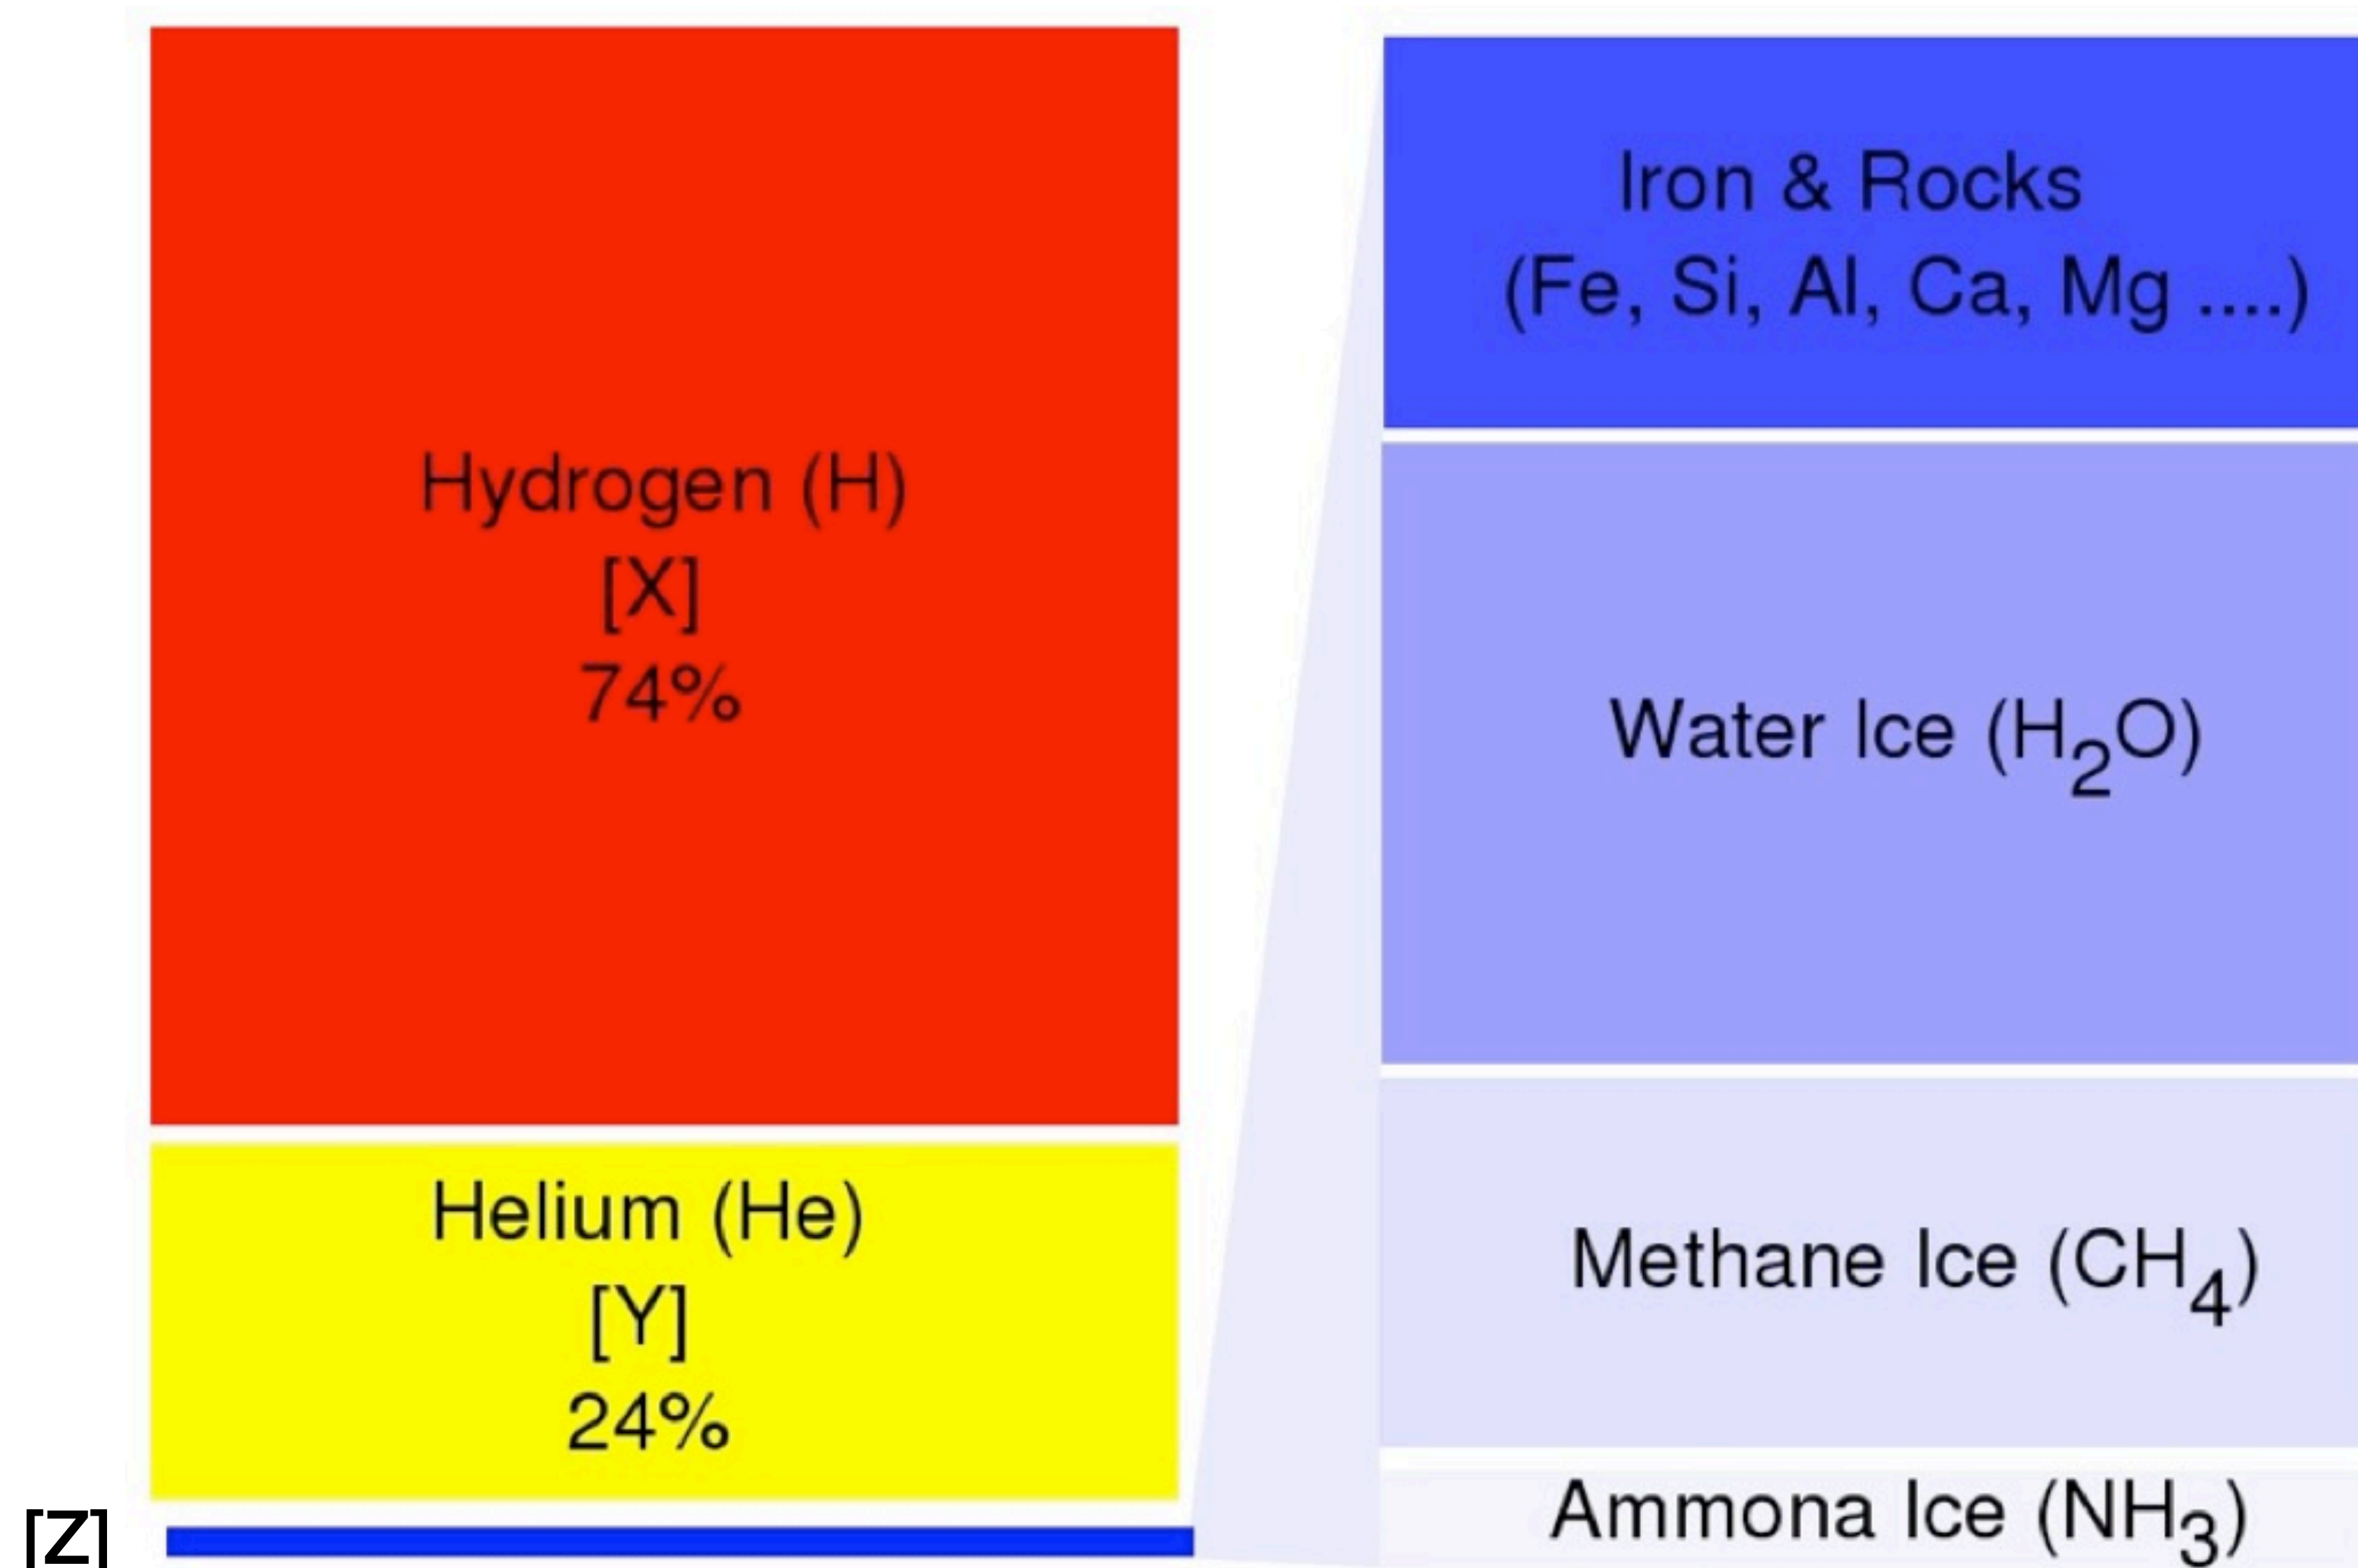 Hydrogen (H)
[X]
74%
Helium (He)
[Y]
24%
[Z]
Iron & Rocks
(Fe, Si, Al, Ca, Mg ....)
Water Ice (H₂O)
Methane Ice (CH₄)
Ammona Ice (NH₃)